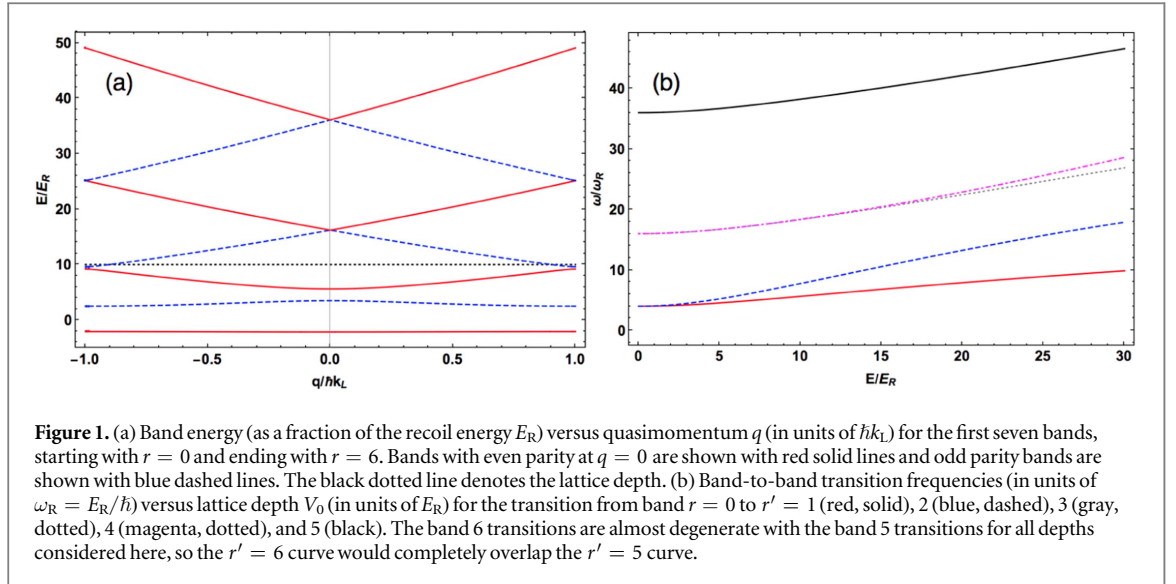 50
40
30
20
10
0
(a)
E/E_R
−1.0 −0.5 0.0 0.5 1.0
q/ℏk_L
40
30
20
10
0
(b)
ω/ω_R
0 5 10 15 20 25 30
E/E_R
Figure 1. (a) Band energy (as a fraction of the recoil energy E_R) versus quasimomentum q (in units of ℏk_L) for the first seven bands,
starting with r = 0 and ending with r = 6. Bands with even parity at q = 0 are shown with red solid lines and odd parity bands are
shown with blue dashed lines. The black dotted line denotes the lattice depth. (b) Band-to-band transition frequencies (in units of
ω_R = E_R/ℏ) versus lattice depth V_0 (in units of E_R) for the transition from band r = 0 to r′ = 1 (red, solid), 2 (blue, dashed), 3 (gray,
dotted), 4 (magenta, dotted), and 5 (black). The band 6 transitions are almost degenerate with the band 5 transitions for all depths
considered here, so the r′ = 6 curve would completely overlap the r′ = 5 curve.